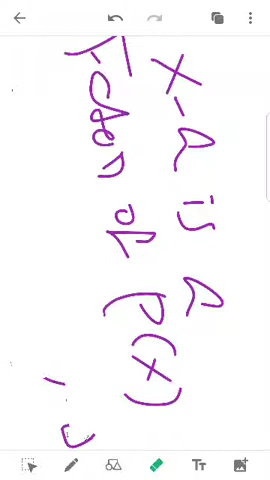 x-a is a
Factor of P(x)